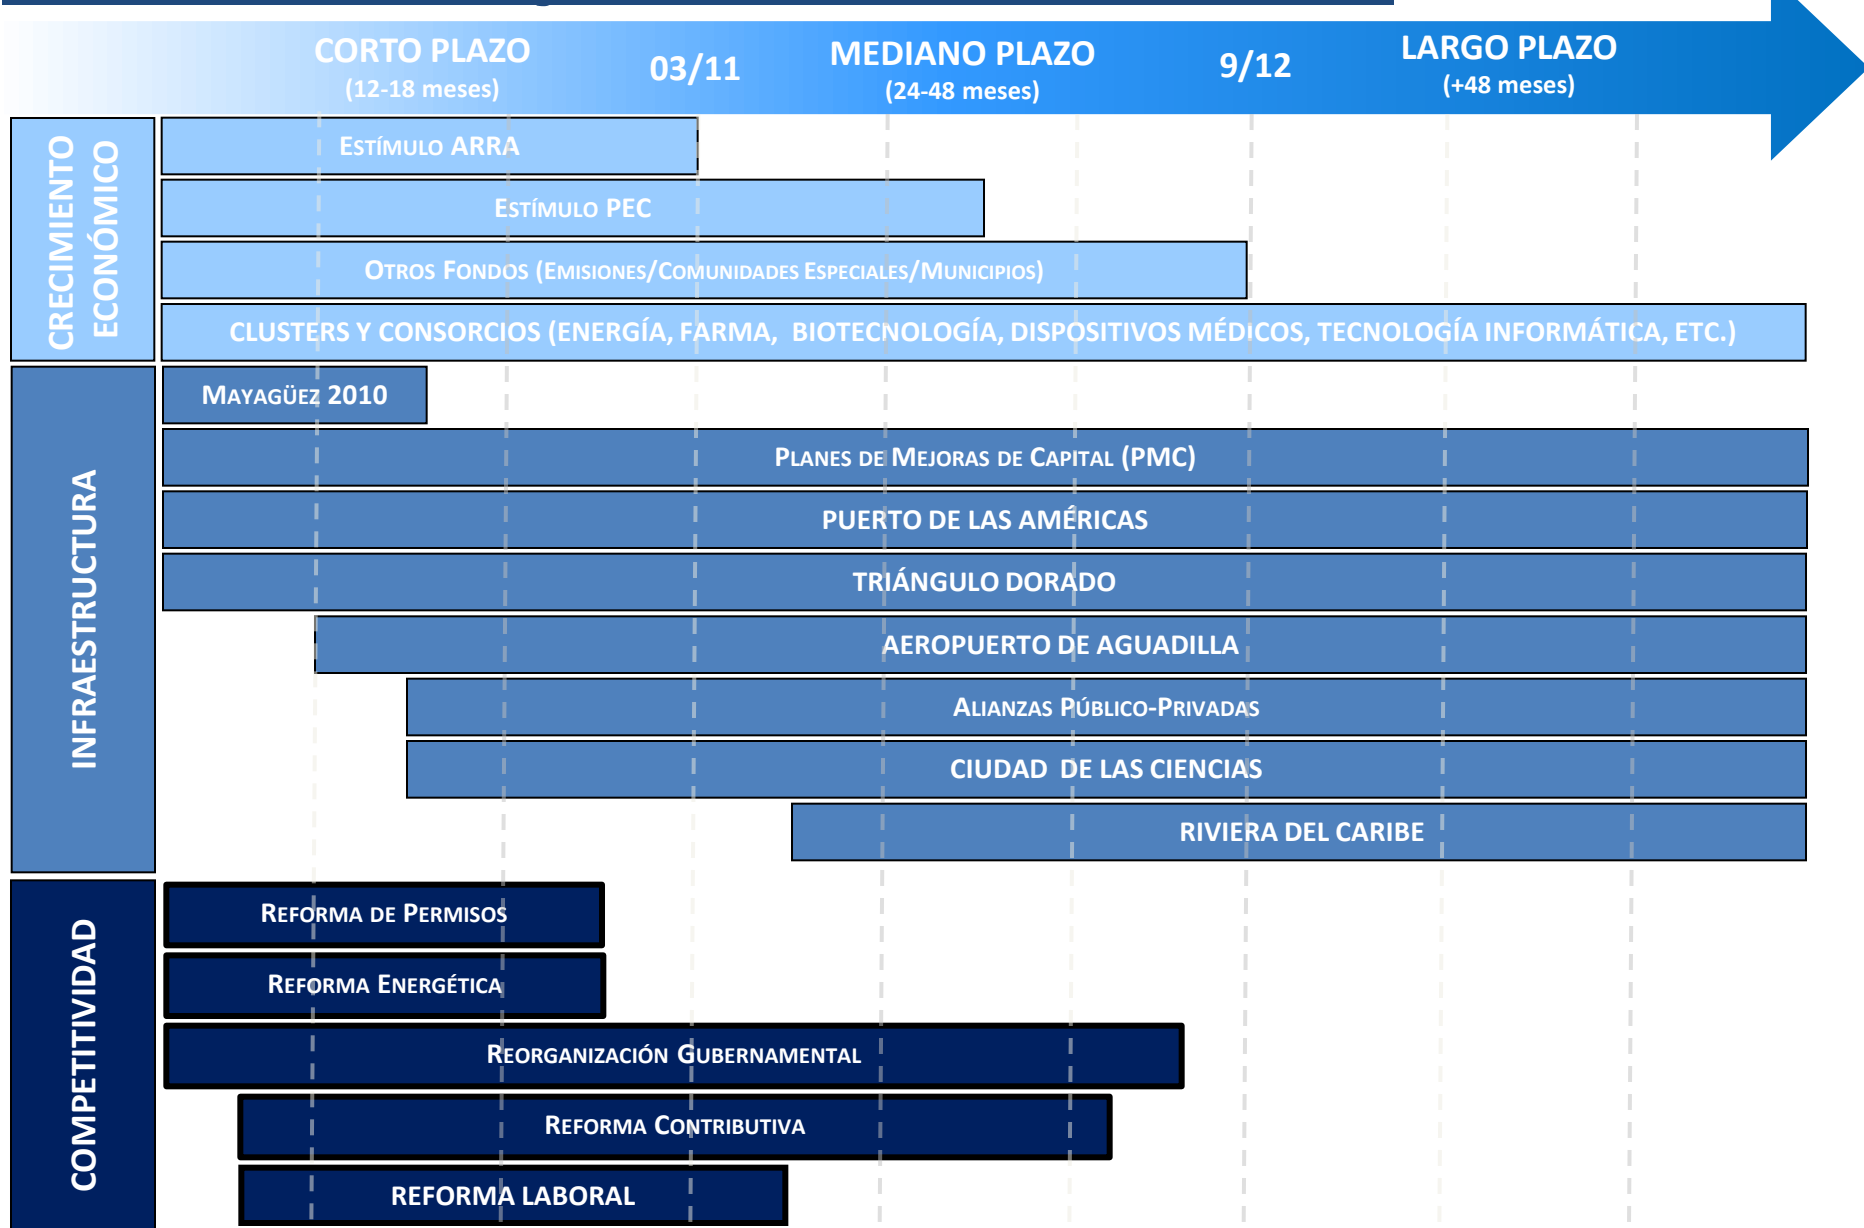 CORTO PLAZO
(12-18 meses)
03/11
MEDIANO PLAZO
(24-48 meses)
9/12
LARGO PLAZO
(+48 meses)
CRECIMIENTO
ECONÓMICO
ESTÍMULO ARRA
ESTÍMULO PEC
OTROS FONDOS (EMISIONES/COMUNIDADES ESPECIALES/MUNICIPIOS)
CLUSTERS Y CONSORCIOS (ENERGÍA, FARMA, BIOTECNOLOGÍA, DISPOSITIVOS MÉDICOS, TECNOLOGÍA INFORMÁTICA, ETC.)
INFRAESTRUCTURA
MAYAGÜEZ 2010
PLANES DE MEJORAS DE CAPITAL (PMC)
PUERTO DE LAS AMÉRICAS
TRIÁNGULO DORADO
AEROPUERTO DE AGUADILLA
ALIANZAS PÚBLICO-PRIVADAS
CIUDAD DE LAS CIENCIAS
RIVIERA DEL CARIBE
COMPETITIVIDAD
REFORMA DE PERMISOS
REFORMA ENERGÉTICA
REORGANIZACIÓN GUBERNAMENTAL
REFORMA CONTRIBUTIVA
REFORMA LABORAL